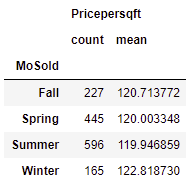 Pricepersqft
count mean
MoSold
Fall 227 120.713772
Spring 445 120.003348
Summer 596 119.946859
Winter 165 122.818730